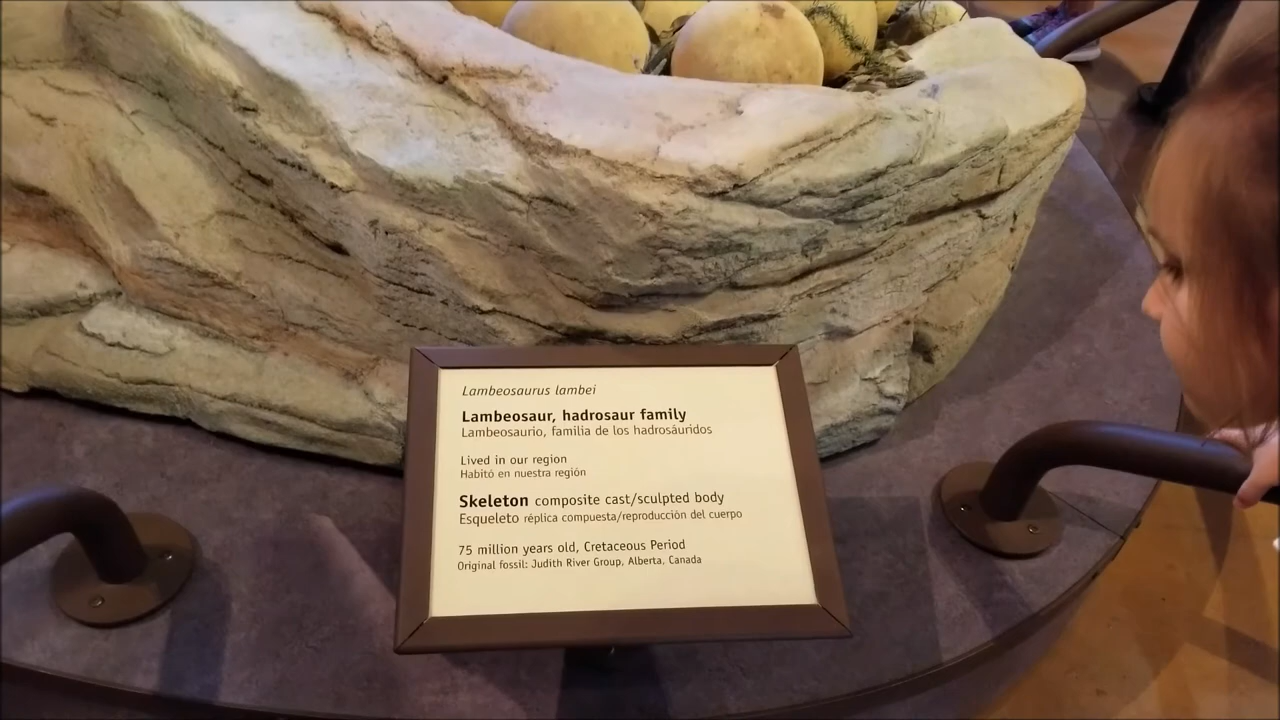 Lambeosaurus lambei
Lambeosaur, hadrosaur family
Lambeosaurio, familia de los hadrosáuridos
Lived in our region
Habitó en nuestra región
Skeleton composite cast/sculpted body
Esqueleto réplica compuesta/reproducción del cuerpo
75 million years old, Cretaceous Period
Original fossil: Judith River Group, Alberta, Canada